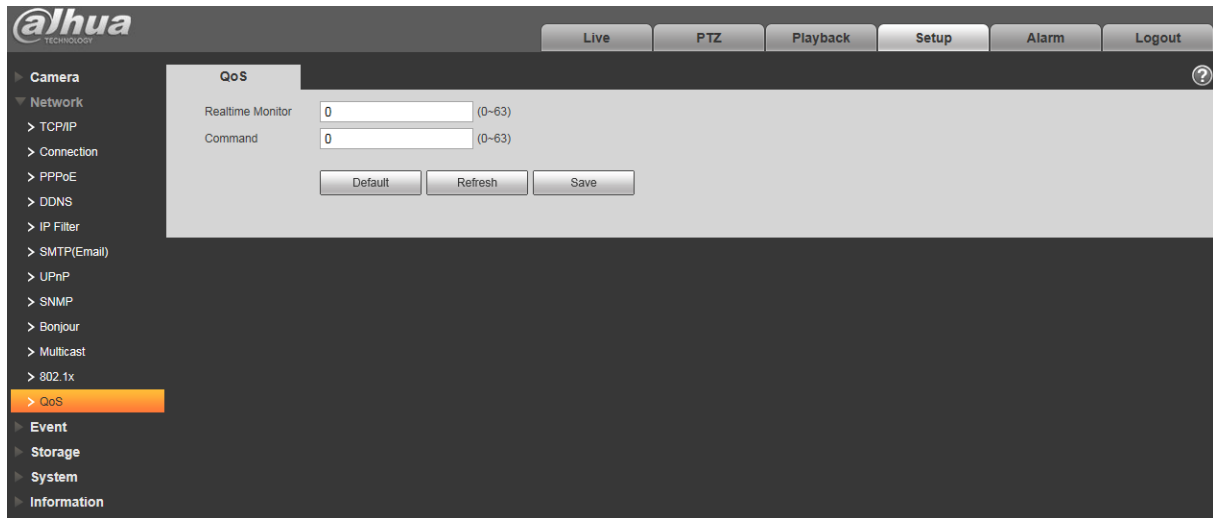 alhua
TECHNOLOGY
Live PTZ Playback Setup Alarm Logout
Camera
Network
> TCP/IP
> Connection
> PPPoE
> DDNS
> IP Filter
> SMTP(Email)
> UPnP
> SNMP
> Bonjour
> Multicast
> 802.1x
> QoS
Event
Storage
System
Information
QoS ?
Realtime Monitor 0 (0~63)
Command 0 (0~63)
Default Refresh Save